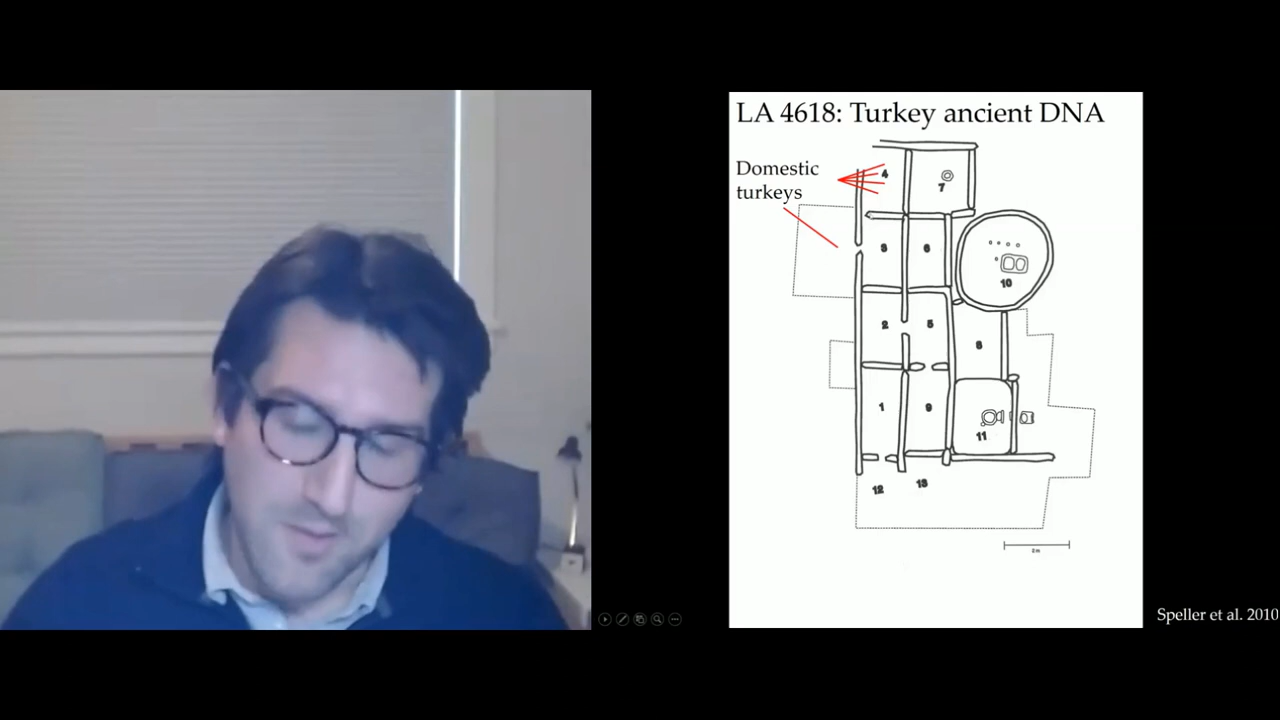 LA 4618: Turkey ancient DNA
Domestic
turkeys
4
7
3
6
10
2
5
8
1
9
11
12
13
2m
Speller et al. 2010